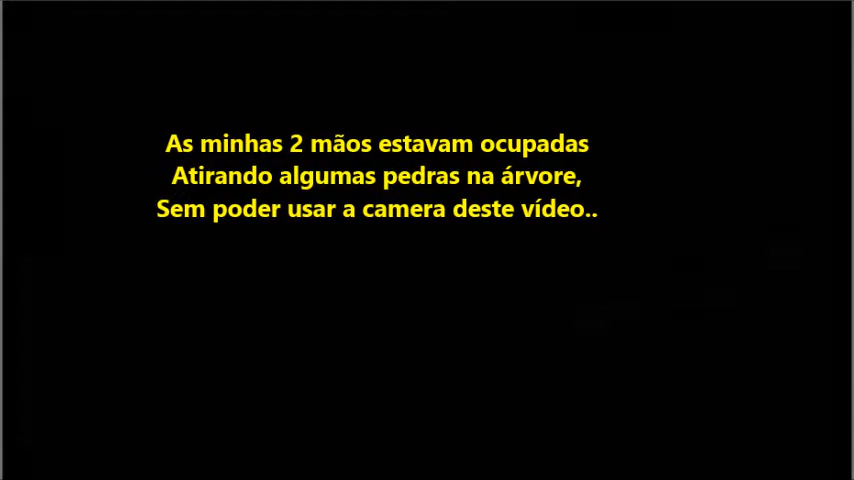 As minhas 2 mãos estavam ocupadas
Atirando algumas pedras na árvore,
Sem poder usar a camera deste vídeo..